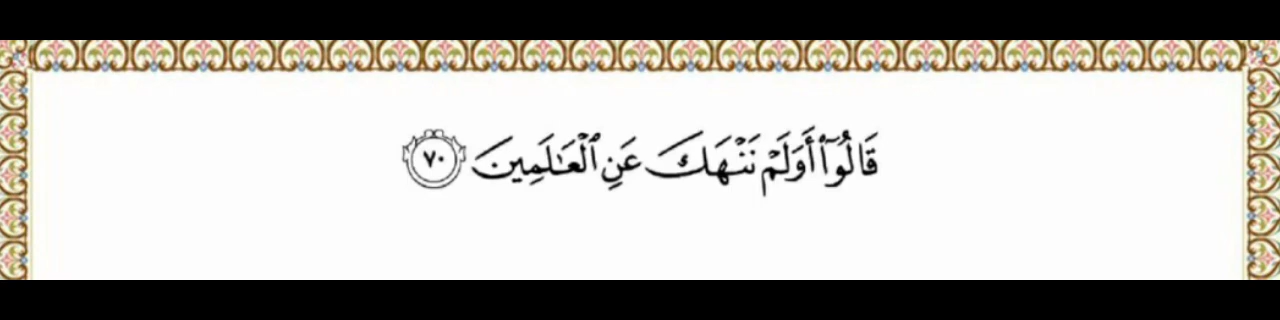 قَالُوٓا۟ أَوَلَمْ نَنْهَكَ عَنِ ٱلْعَـٰلَمِينَ ٧٠